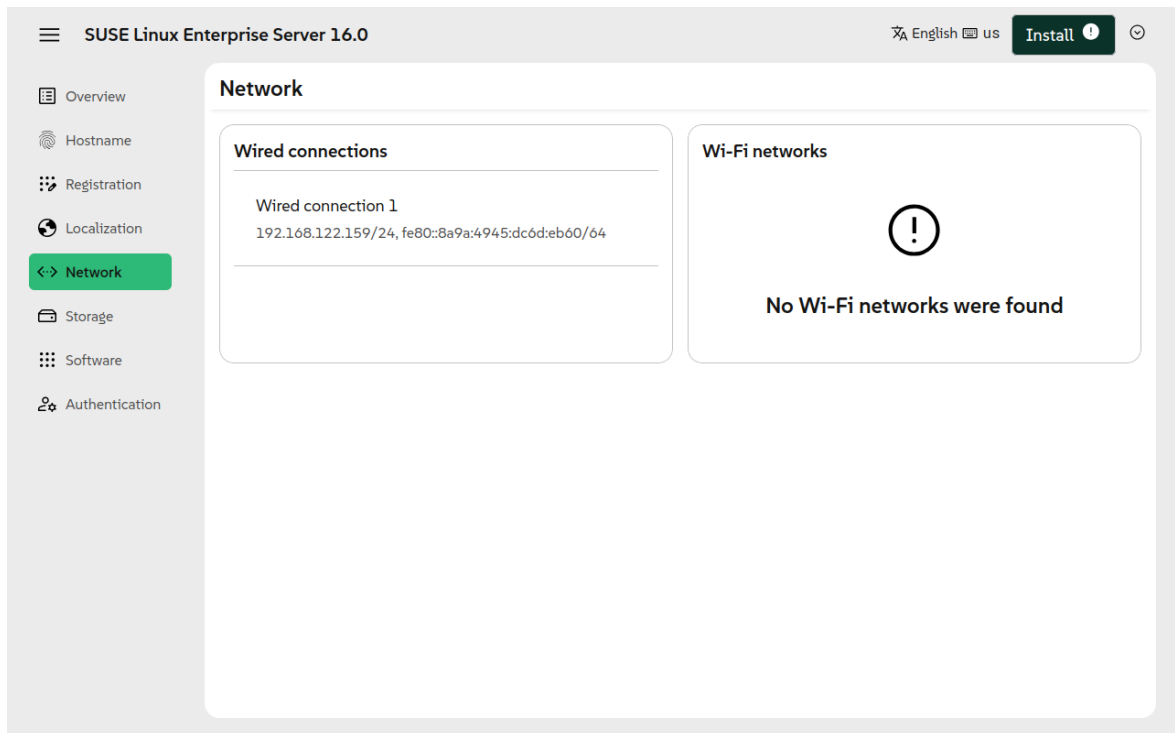 SUSE Linux Enterprise Server 16.0
English us
Install
Overview
Hostname
Registration
Localization
Network
Storage
Software
Authentication
Network
Wired connections
Wired connection 1
192.168.122.159/24, fe80::8a9a:4945:dc6d:eb60/64
Wi-Fi networks
No Wi-Fi networks were found